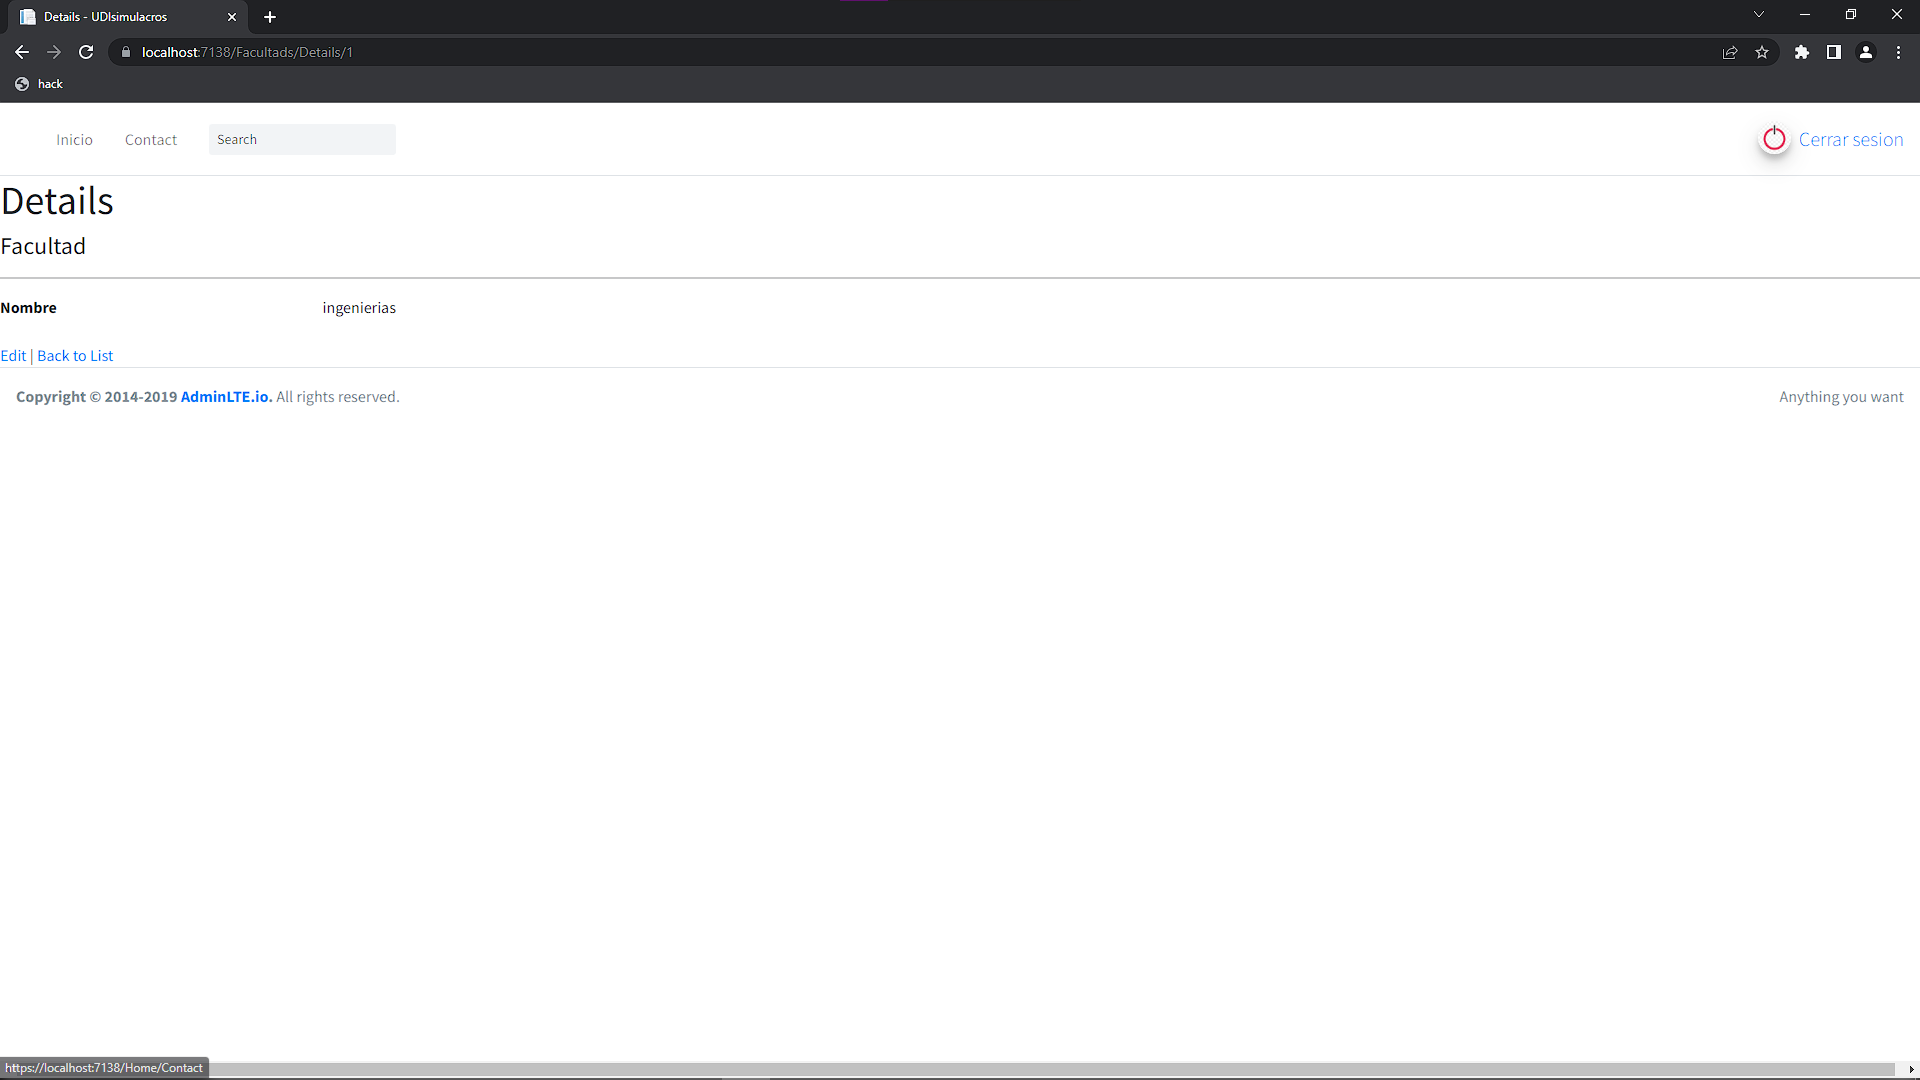 Details - UDIsimulacros
localhost:7138/Facultads/Details/1
hack
Inicio Contact Search Cerrar sesion
Details
Facultad
Nombre ingenierias
Edit | Back to List
Copyright © 2014-2019 AdminLTE.io. All rights reserved. Anything you want
https://localhost:7138/Home/Contact